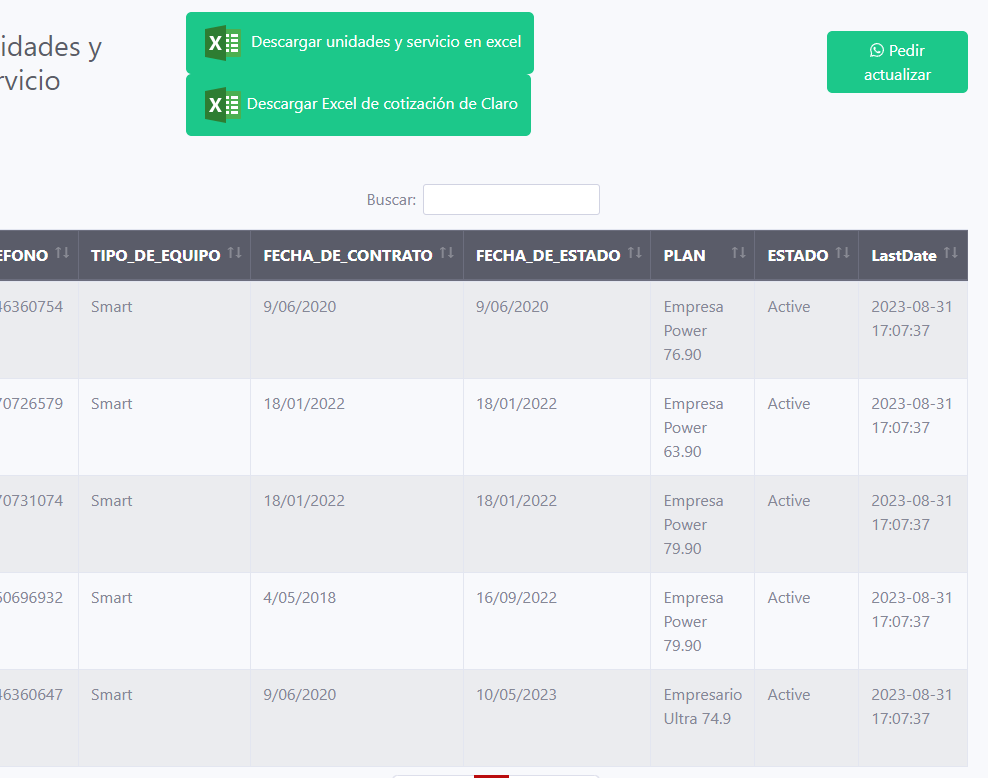 idades y
rvicio
Descargar unidades y servicio en excel
Descargar Excel de cotización de Claro
Pedir
actualizar
Buscar:
EFONO TIPO_DE_EQUIPO FECHA_DE_CONTRATO FECHA_DE_ESTADO PLAN ESTADO LastDate
46360754 Smart 9/06/2020 9/06/2020 Empresa Active 2023-08-31
Power 17:07:37
76.90
70726579 Smart 18/01/2022 18/01/2022 Empresa Active 2023-08-31
Power 17:07:37
63.90
70731074 Smart 18/01/2022 18/01/2022 Empresa Active 2023-08-31
Power 17:07:37
79.90
60696932 Smart 4/05/2018 16/09/2022 Empresa Active 2023-08-31
Power 17:07:37
79.90
46360647 Smart 9/06/2020 10/05/2023 Empresario Active 2023-08-31
Ultra 74.9 17:07:37